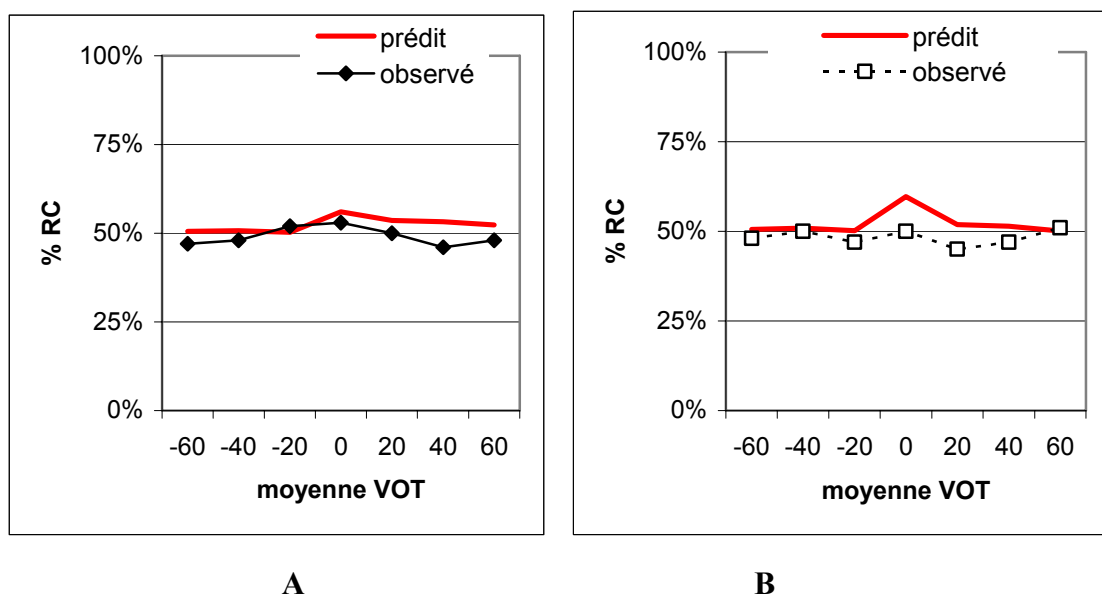 prédit
observé
100%
75%
50%
25%
0%
% RC
-60 -40 -20 0 20 40 60
moyenne VOT
A
prédit
observé
100%
75%
50%
25%
0%
% RC
-60 -40 -20 0 20 40 60
moyenne VOT
B